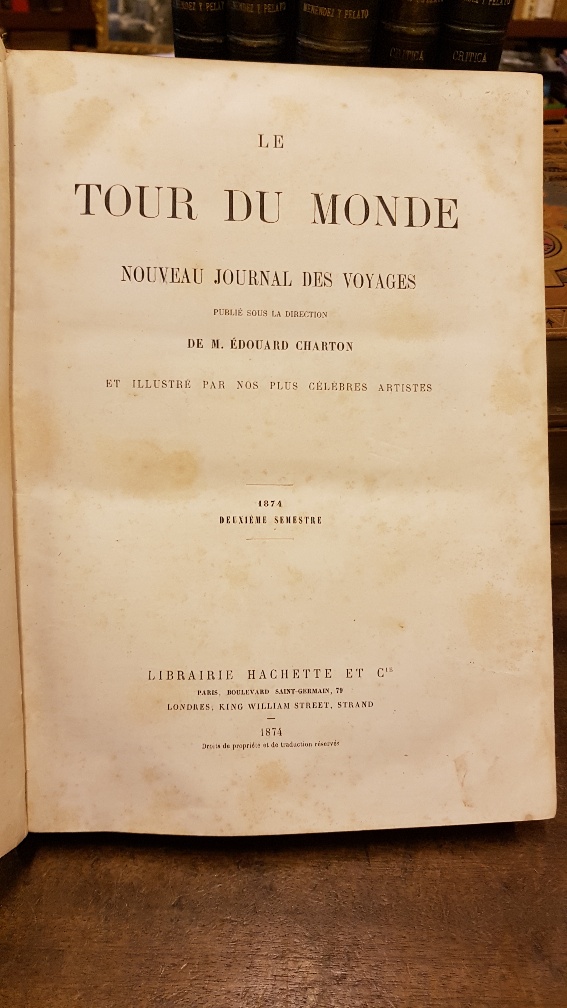 MENENDEZ Y PELAYO
MENENDEZ Y PELAYO
MENENDEZ Y PELAYO
CRITICA
CRITICA
LE
TOUR DU MONDE
NOUVEAU JOURNAL DES VOYAGES
PUBLIÉ SOUS LA DIRECTION
DE M. ÉDOUARD CHARTON
ET ILLUSTRÉ PAR NOS PLUS CÉLÈBRES ARTISTES
1874
DEUXIÈME SEMESTRE
LIBRAIRIE HACHETTE ET Cie
PARIS, BOULEVARD SAINT-GERMAIN, 79
LONDRES, KING WILLIAM STREET, STRAND
1874
Droits de propriété et de traduction réservés